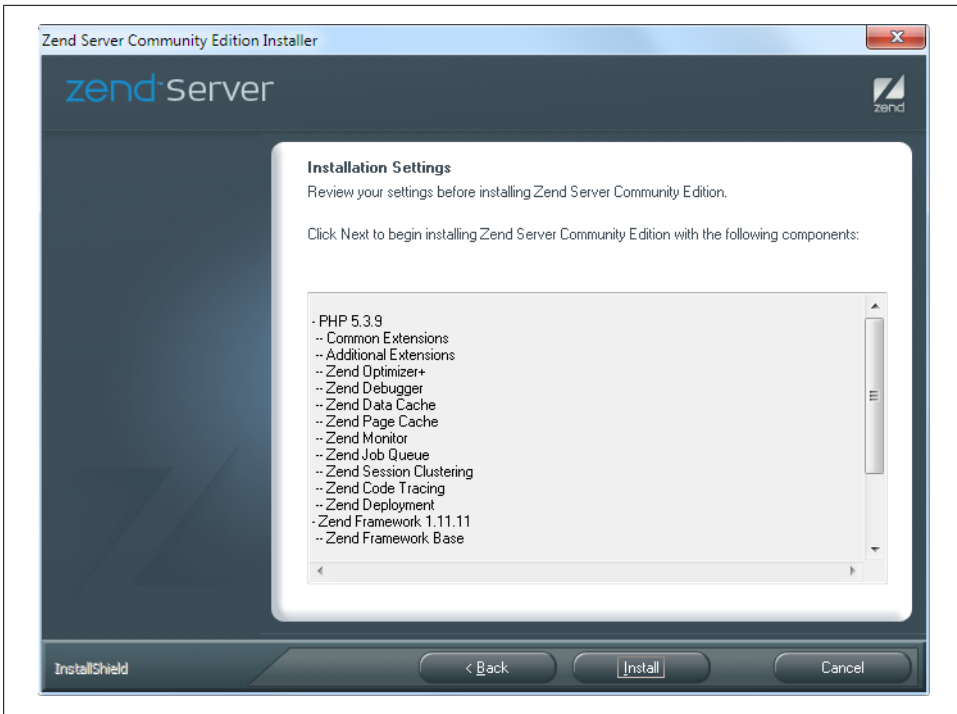 Zend Server Community Edition Installer
zend server
zend
Installation Settings
Review your settings before installing Zend Server Community Edition.
Click Next to begin installing Zend Server Community Edition with the following components:
- PHP 5.3.9
-- Common Extensions
-- Additional Extensions
-- Zend Optimizer+
-- Zend Debugger
-- Zend Data Cache
-- Zend Page Cache
-- Zend Monitor
-- Zend Job Queue
-- Zend Session Clustering
-- Zend Code Tracing
-- Zend Deployment
- Zend Framework 1.11.11
-- Zend Framework Base
InstallShield
< Back
Install
Cancel